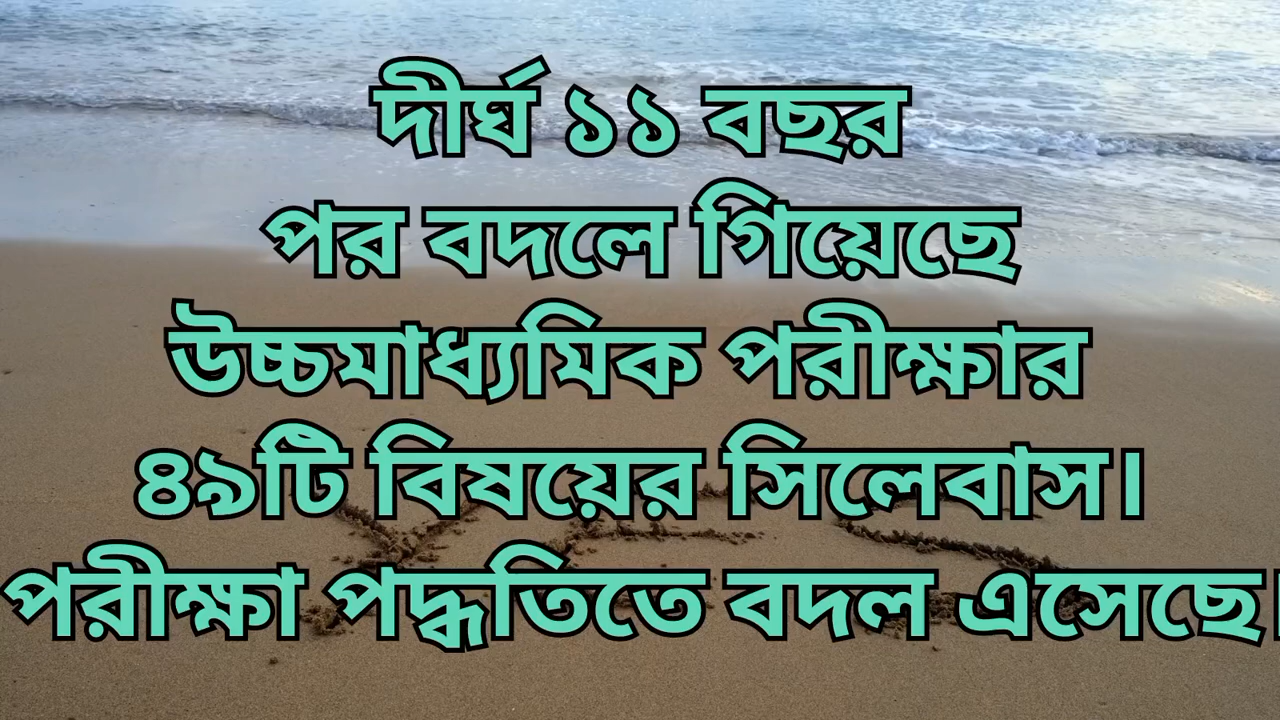 দীর্ঘ ১১ বছর
পর বদলে গিয়েছে
উচ্চমাধ্যমিক পরীক্ষার
৪৯টি বিষয়ের সিলেবাস।
পরীক্ষা পদ্ধতিতে বদল এসেছে।